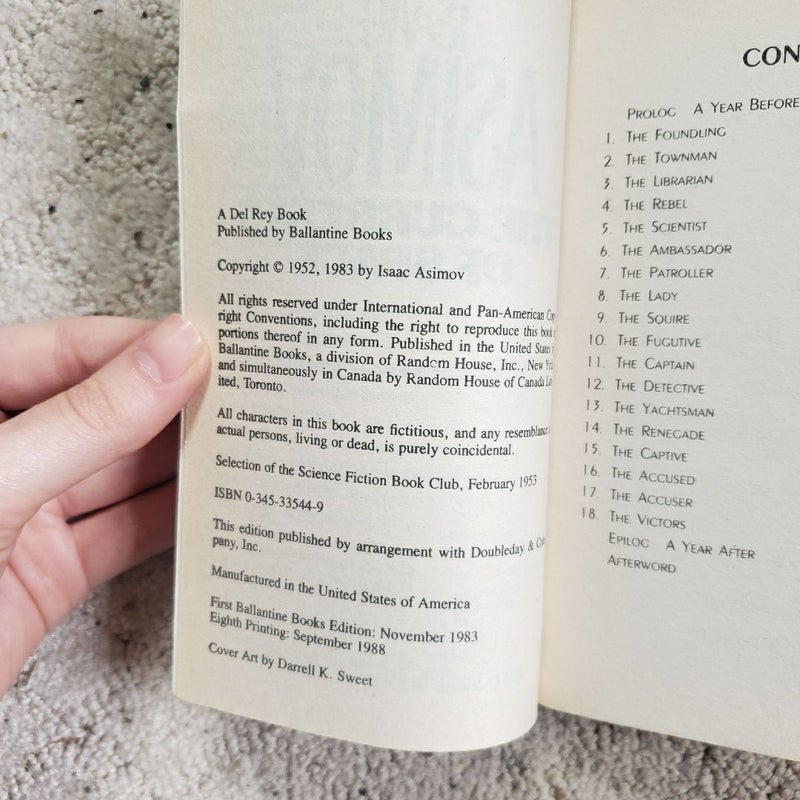 A Del Rey Book
Published by Ballantine Books
Copyright © 1952, 1983 by Isaac Asimov
All rights reserved under International and Pan-American Cop
right Conventions, including the right to reproduce this book
portions thereof in any form. Published in the United States
Ballantine Books, a division of Random House, Inc., New Yo
and simultaneously in Canada by Random House of Canada
ited, Toronto.
All characters in this book are fictitious, and any resemblance
actual persons, living or dead, is purely coincidental.
Selection of the Science Fiction Book Club, February 1953
ISBN 0-345-33544-9
This edition published by arrangement with Doubleday &
pany, Inc.
Manufactured in the United States of America
First Ballantine Books Edition: November 1983
Eighth Printing: September 1988
Cover Art by Darrell K. Sweet
CON
PROLOG A YEAR BEFORE
1. THE FOUNDLING
2. THE TOWNMAN
3. THE LIBRARIAN
4. THE REBEL
5. THE SCIENTIST
6. THE AMBASSADOR
7. THE PATROLLER
8. THE LADY
9. THE SQUIRE
10. THE FUGUTIVE
11. THE CAPTAIN
12. THE DETECTIVE
13. THE YACHTSMAN
14. THE RENEGADE
15. THE CAPTIVE
16. THE ACCUSED
17. THE ACCUSER
18. THE VICTORS
EPILOG A YEAR AFTER
AFTERWORD